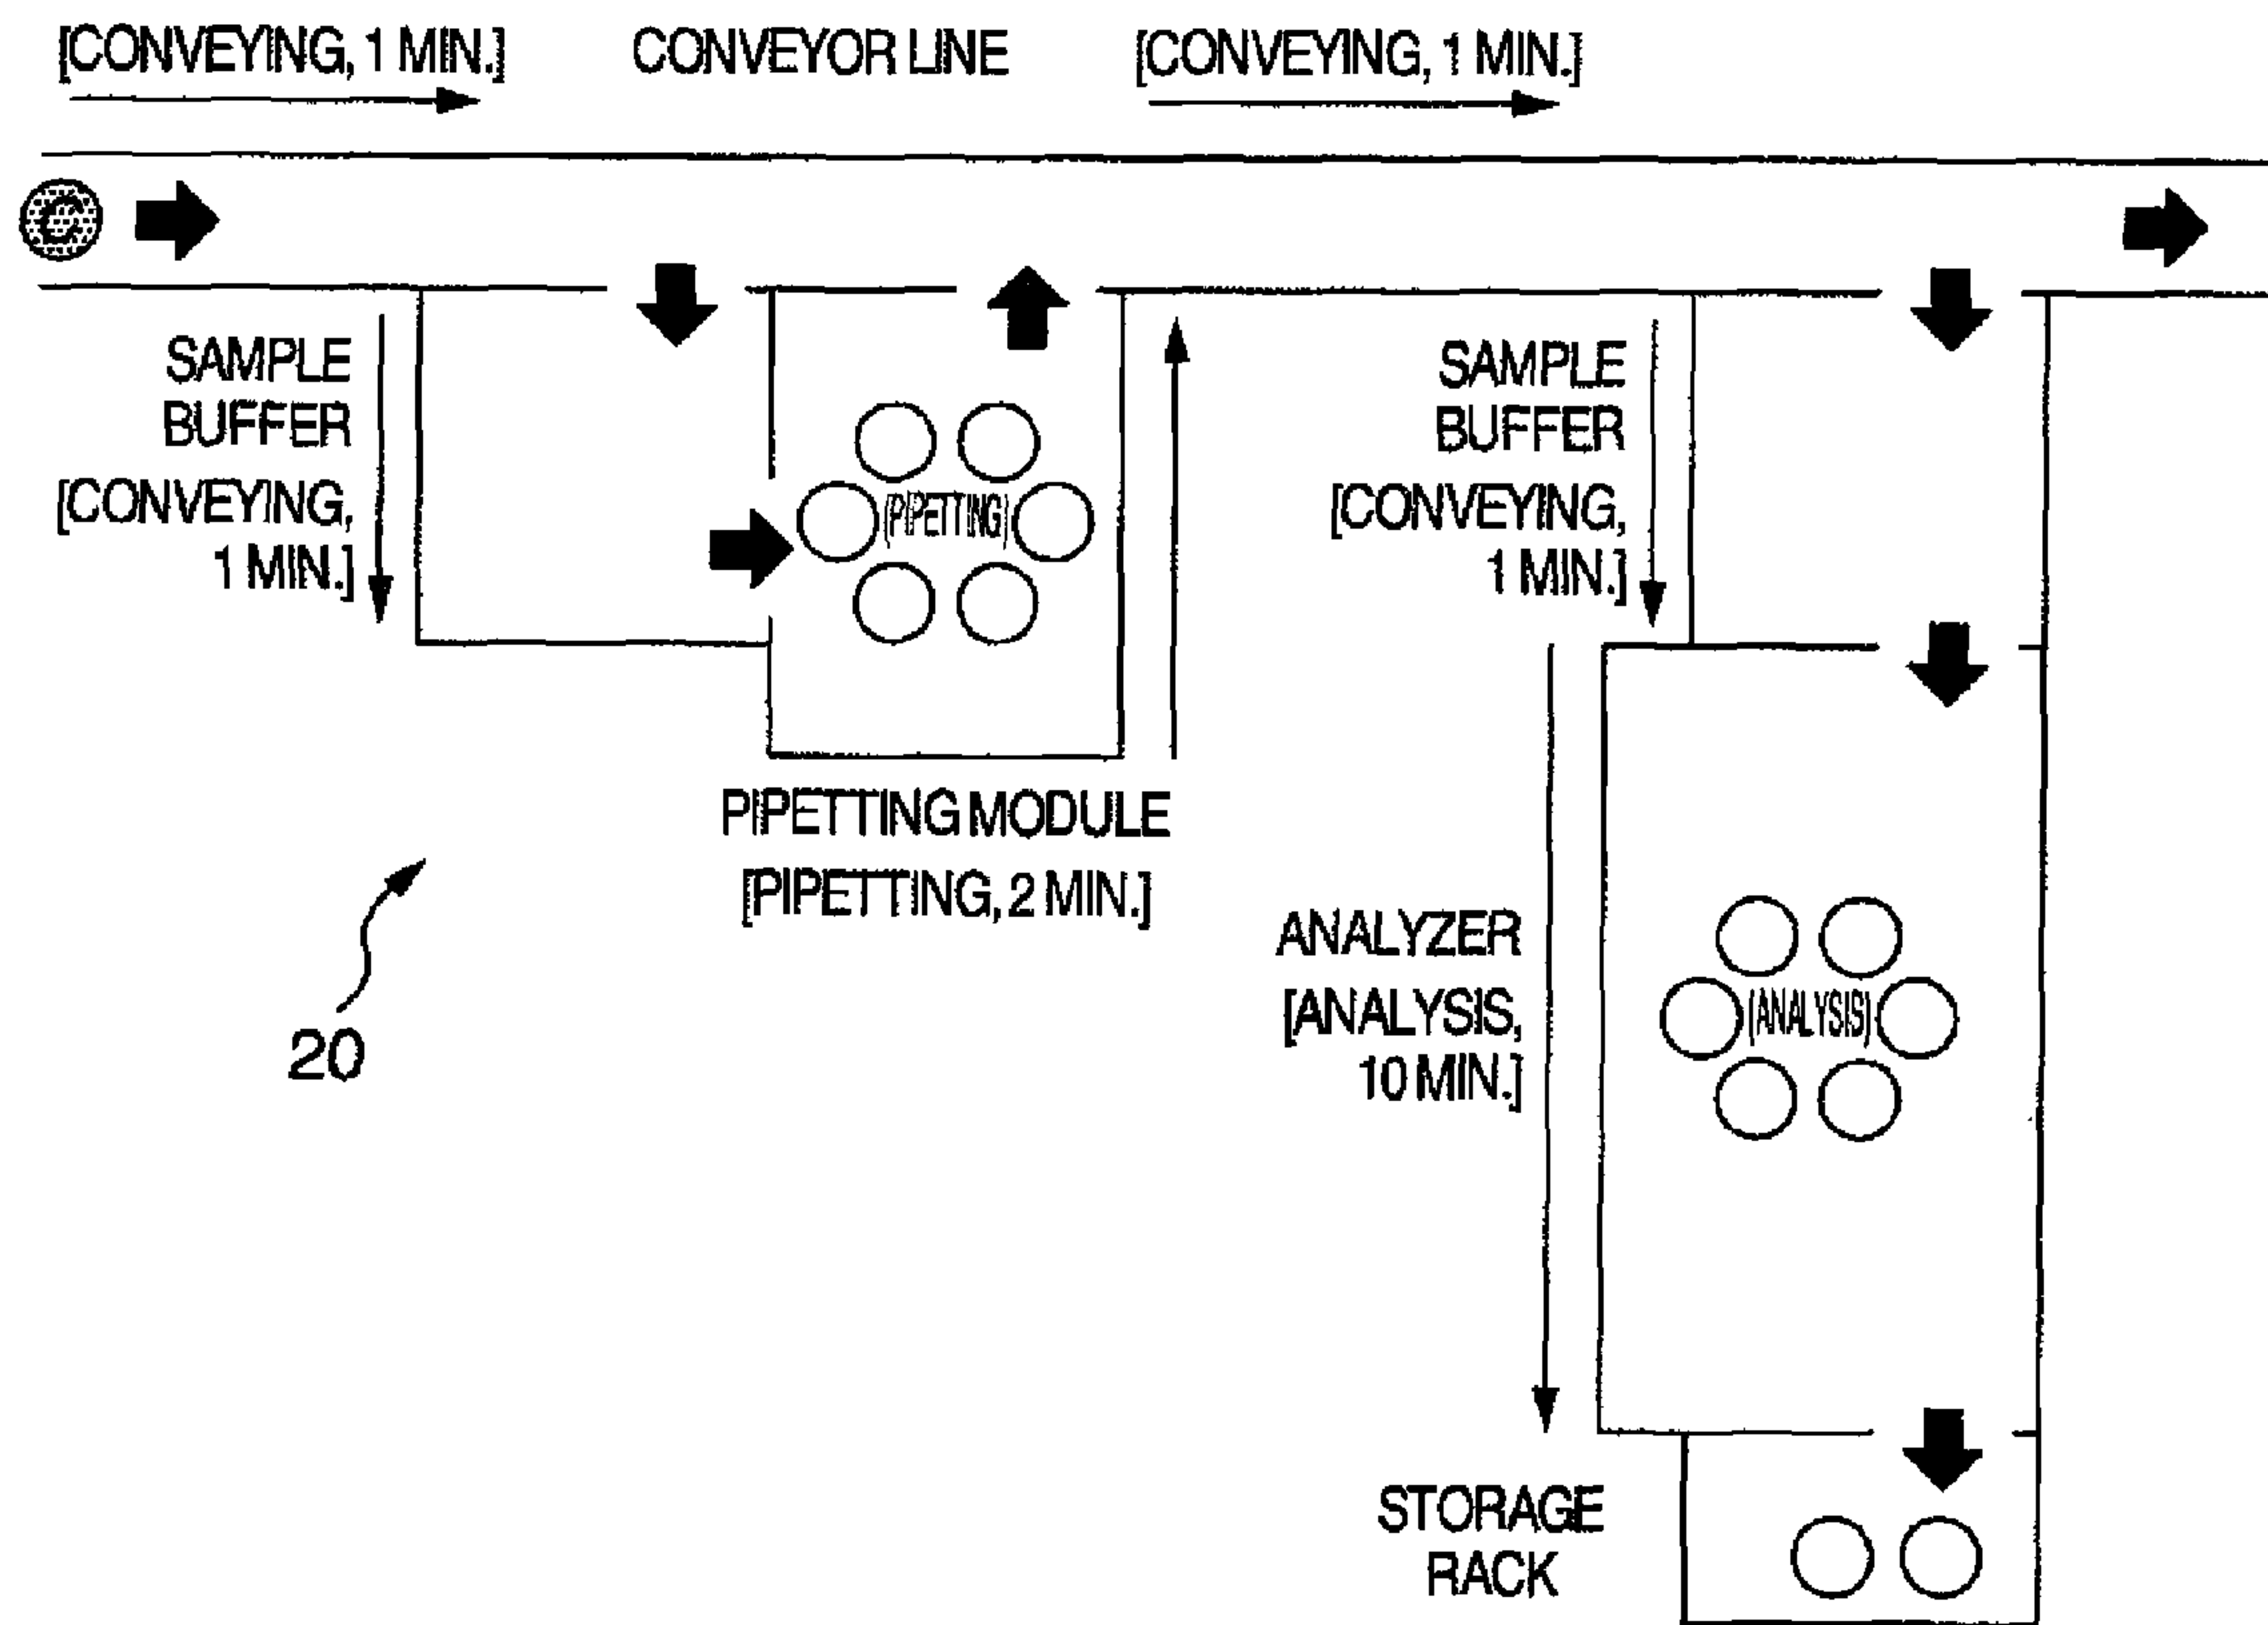 [CONVEYING, 1 MIN.]
CONVEYOR LINE
[CONVEYING, 1 MIN.]
C
SAMPLE
BUFFER
[CONVEYING,
1 MIN.]
(PIPETTING)
PIPETTING MODULE
[PIPETTING, 2 MIN.]
20
SAMPLE
BUFFER
[CONVEYING,
1 MIN.]
ANALYZER
[ANALYSIS,
10 MIN.]
(ANALYSIS)
STORAGE
RACK